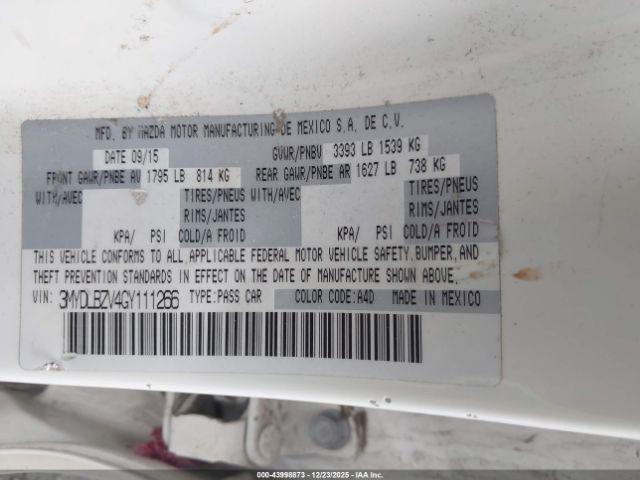 MFD. BY MAZDA MOTOR MANUFACTURING DE MEXICO S.A. DE C.V.
DATE 09/15 GVWR/PNBV 3393 LB 1539 KG
FRONT GAWR/PNBE AV 1795 LB 814 KG REAR GAWR/PNBE AR 1627 LB 738 KG
WITH/AVEC TIRES/PNEUS WITH/AVEC TIRES/PNEUS
RIMS/JANTES RIMS/JANTES
KPA/ PSI COLD/A FROID KPA/ PSI COLD/A FROID
THIS VEHICLE CONFORMS TO ALL APPLICABLE FEDERAL MOTOR VEHICLE SAFETY, BUMPER, AND
THEFT PREVENTION STANDARDS IN EFFECT ON THE DATE OF MANUFACTURE SHOWN ABOVE.
VIN: 3MYDLBZV4GY111266 TYPE:PASS CAR COLOR CODE:A4D MADE IN MEXICO
000-43998873 - 12/23/2025 - IAA, Inc.